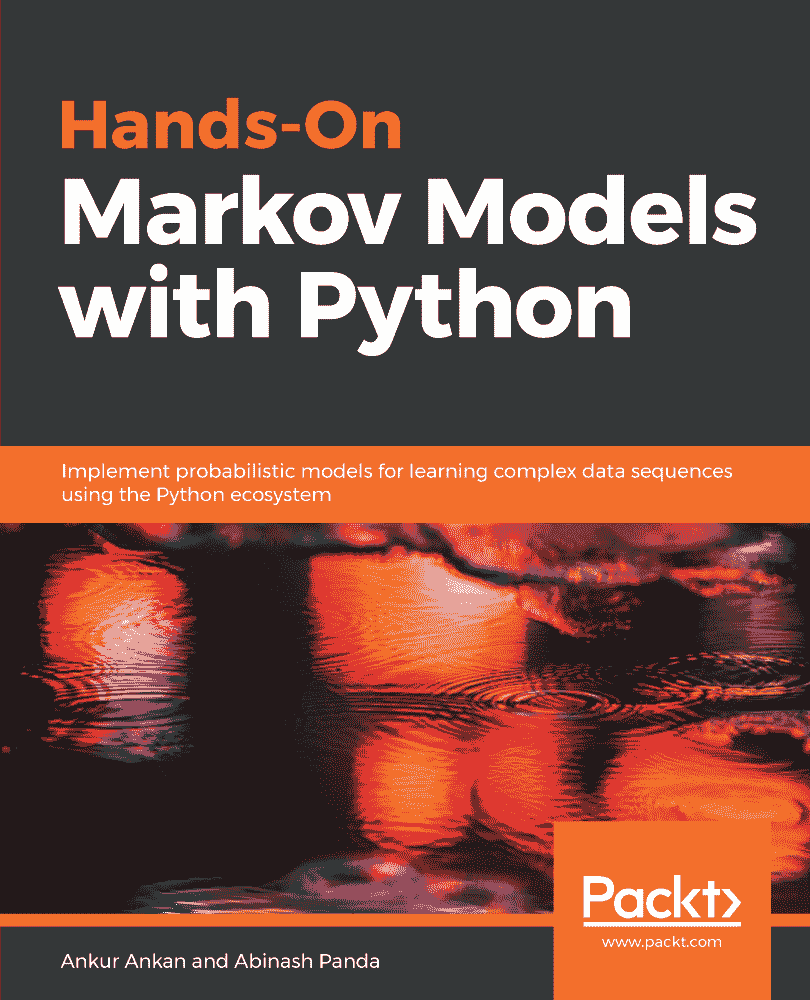 Hands-On
Markov Models
with Python
Implement probabilistic models for learning complex data sequences
using the Python ecosystem
Packt>
www.packt.com
Ankur Ankan and Abinash Panda